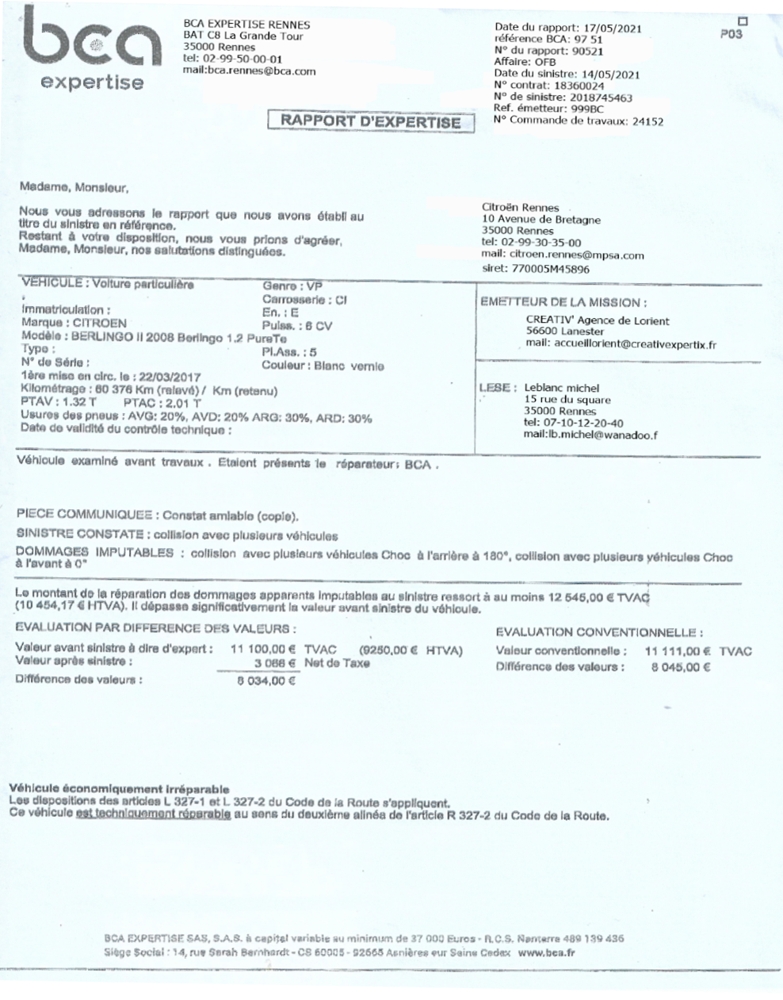 bca
expertise
BCA EXPERTISE RENNES
BAT C8 La Grande Tour
35000 Rennes
tel: 02-99-50-00-01
mail:bca.rennes@bca.com
Date du rapport: 17/05/2021
référence BCA: 97 51
N° du rapport: 90521
Affaire: OFB
Date du sinistre: 14/05/2021
N° contrat: 18360024
N° de sinistre: 2018745463
Ref. émetteur: 999BC
N° Commande de travaux: 24152
P03
RAPPORT D'EXPERTISE
Madame, Monsieur,
Nous vous adressons le rapport que nous avons établi au
titre du sinistre en référence.
Restant à votre disposition, nous vous prions d'agréer,
Madame, Monsieur, nos salutations distinguées.
Citroën Rennes
10 Avenue de Bretagne
35000 Rennes
tel: 02-99-30-35-00
mail: citroen.rennes@mpsa.com
siret: 770005M45896
VEHICULE : Voiture particulière
Genre : VP
Carrosserie : CI
Immatriculation :
En. : E
Marque : CITROEN
Puiss. : 6 CV
Modèle : BERLINGO II 2008 Berlingo 1.2 PureTe
Type :
Pl.Ass. : 5
N° de Série :
Couleur : Blanc vernie
1ère mise en circ. le : 22/03/2017
Kilométrage : 60 376 Km (relevé) / Km (retenu)
PTAV : 1.32 T PTAC : 2.01 T
Usures des pneus : AVG: 20%, AVD: 20% ARG: 30%, ARD: 30%
Date de validité du contrôle technique :
EMETTEUR DE LA MISSION :
CREATIV' Agence de Lorient
56600 Lanester
mail: accueillorient@creativexpertix.fr
LESE : Leblanc michel
15 rue du square
35000 Rennes
tel: 07-10-12-20-40
mail:lb.michel@wanadoo.f
Véhicule examiné avant travaux . Etaient présents le réparateur; BCA .
PIECE COMMUNIQUEE : Constat amiable (copie).
SINISTRE CONSTATE : collision avec plusieurs véhicules
DOMMAGES IMPUTABLES : collision avec plusieurs véhicules Choc à l'arrière à 180°, collision avec plusieurs véhicules Choc
à l'avant à 0°
Le montant de la réparation des dommages apparents imputables au sinistre ressort à au moins 12 545,00 € TVAC
(10 454,17 € HTVA). Il dépasse significativement la valeur avant sinistre du véhicule.
EVALUATION PAR DIFFERENCE DES VALEURS :
Valeur avant sinistre à dire d'expert : 11 100,00 € TVAC (9250,00 € HTVA)
Valeur après sinistre : 3 066 € Net de Taxe
Différence des valeurs : 8 034,00 €
EVALUATION CONVENTIONNELLE :
Valeur conventionnelle : 11 111,00 € TVAC
Différence des valeurs : 8 045,00 €
Véhicule économiquement irréparable
Les dispositions des articles L 327-1 et L 327-2 du Code de la Route s'appliquent.
Ce véhicule est techniquement réparable au sens du deuxième alinéa de l'article R 327-2 du Code de la Route.
BCA EXPERTISE SAS, S.A.S. à capital variable au minimum de 37 000 Euros - R.C.S. Nanterre 489 139 436
Siège Social : 14, rue Sarah Bernhardt - CS 60005 - 92665 Asnières sur Seine Cedex www.bca.fr